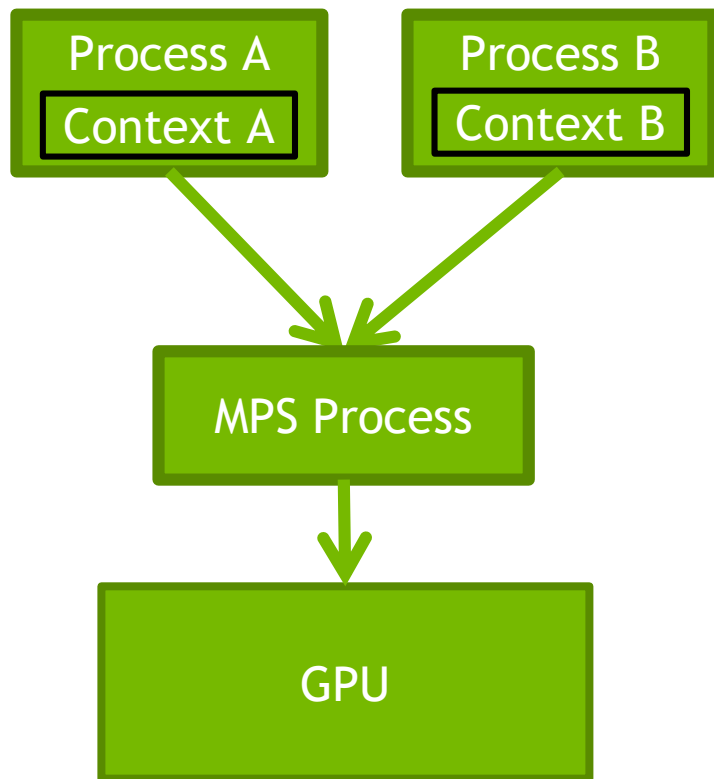 Process A
Context A
Process B
Context B
MPS Process
GPU